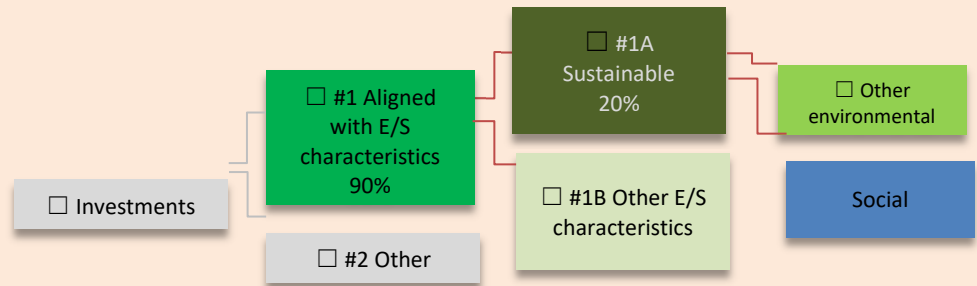 ☐ Investments
☐ #1 Aligned
with E/S
characteristics
90%
☐ #2 Other
☐ #1A
Sustainable
20%
☐ #1B Other E/S
characteristics
☐ Other
environmental
Social